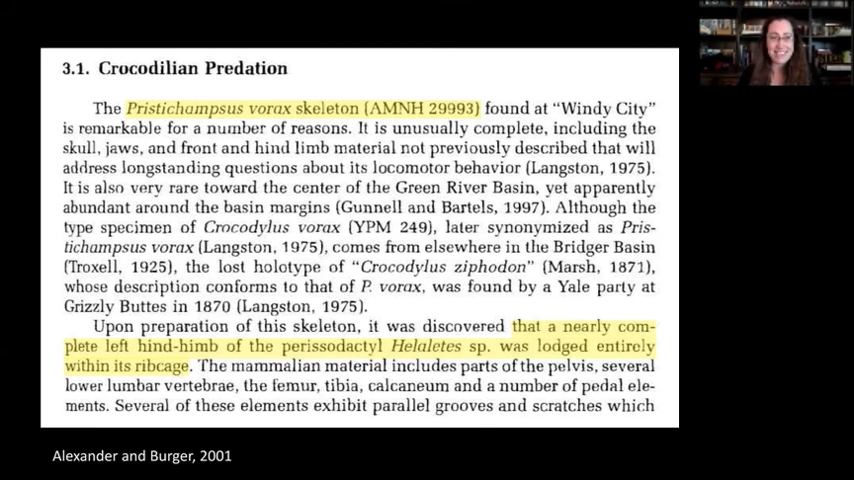 3.1. Crocodilian Predation
The Pristichampsus vorax skeleton (AMNH 29993) found at “Windy City”
is remarkable for a number of reasons. It is unusually complete, including the
skull, jaws, and front and hind limb material not previously described that will
address longstanding questions about its locomotor behavior (Langston, 1975).
It is also very rare toward the center of the Green River Basin, yet apparently
abundant around the basin margins (Gunnell and Bartels, 1997). Although the
type specimen of Crocodylus vorax (YPM 249), later synonymized as Pris-
tichampsus vorax (Langston, 1975), comes from elsewhere in the Bridger Basin
(Troxell, 1925), the lost holotype of “Crocodylus ziphodon” (Marsh, 1871),
whose description conforms to that of P. vorax, was found by a Yale party at
Grizzly Buttes in 1870 (Langston, 1975).
Upon preparation of this skeleton, it was discovered that a nearly com-
plete left hind-himb of the perissodactyl Helaletes sp. was lodged entirely
within its ribcage. The mammalian material includes parts of the pelvis, several
lower lumbar vertebrae, the femur, tibia, calcaneum and a number of pedal ele-
ments. Several of these elements exhibit parallel grooves and scratches which
Alexander and Burger, 2001